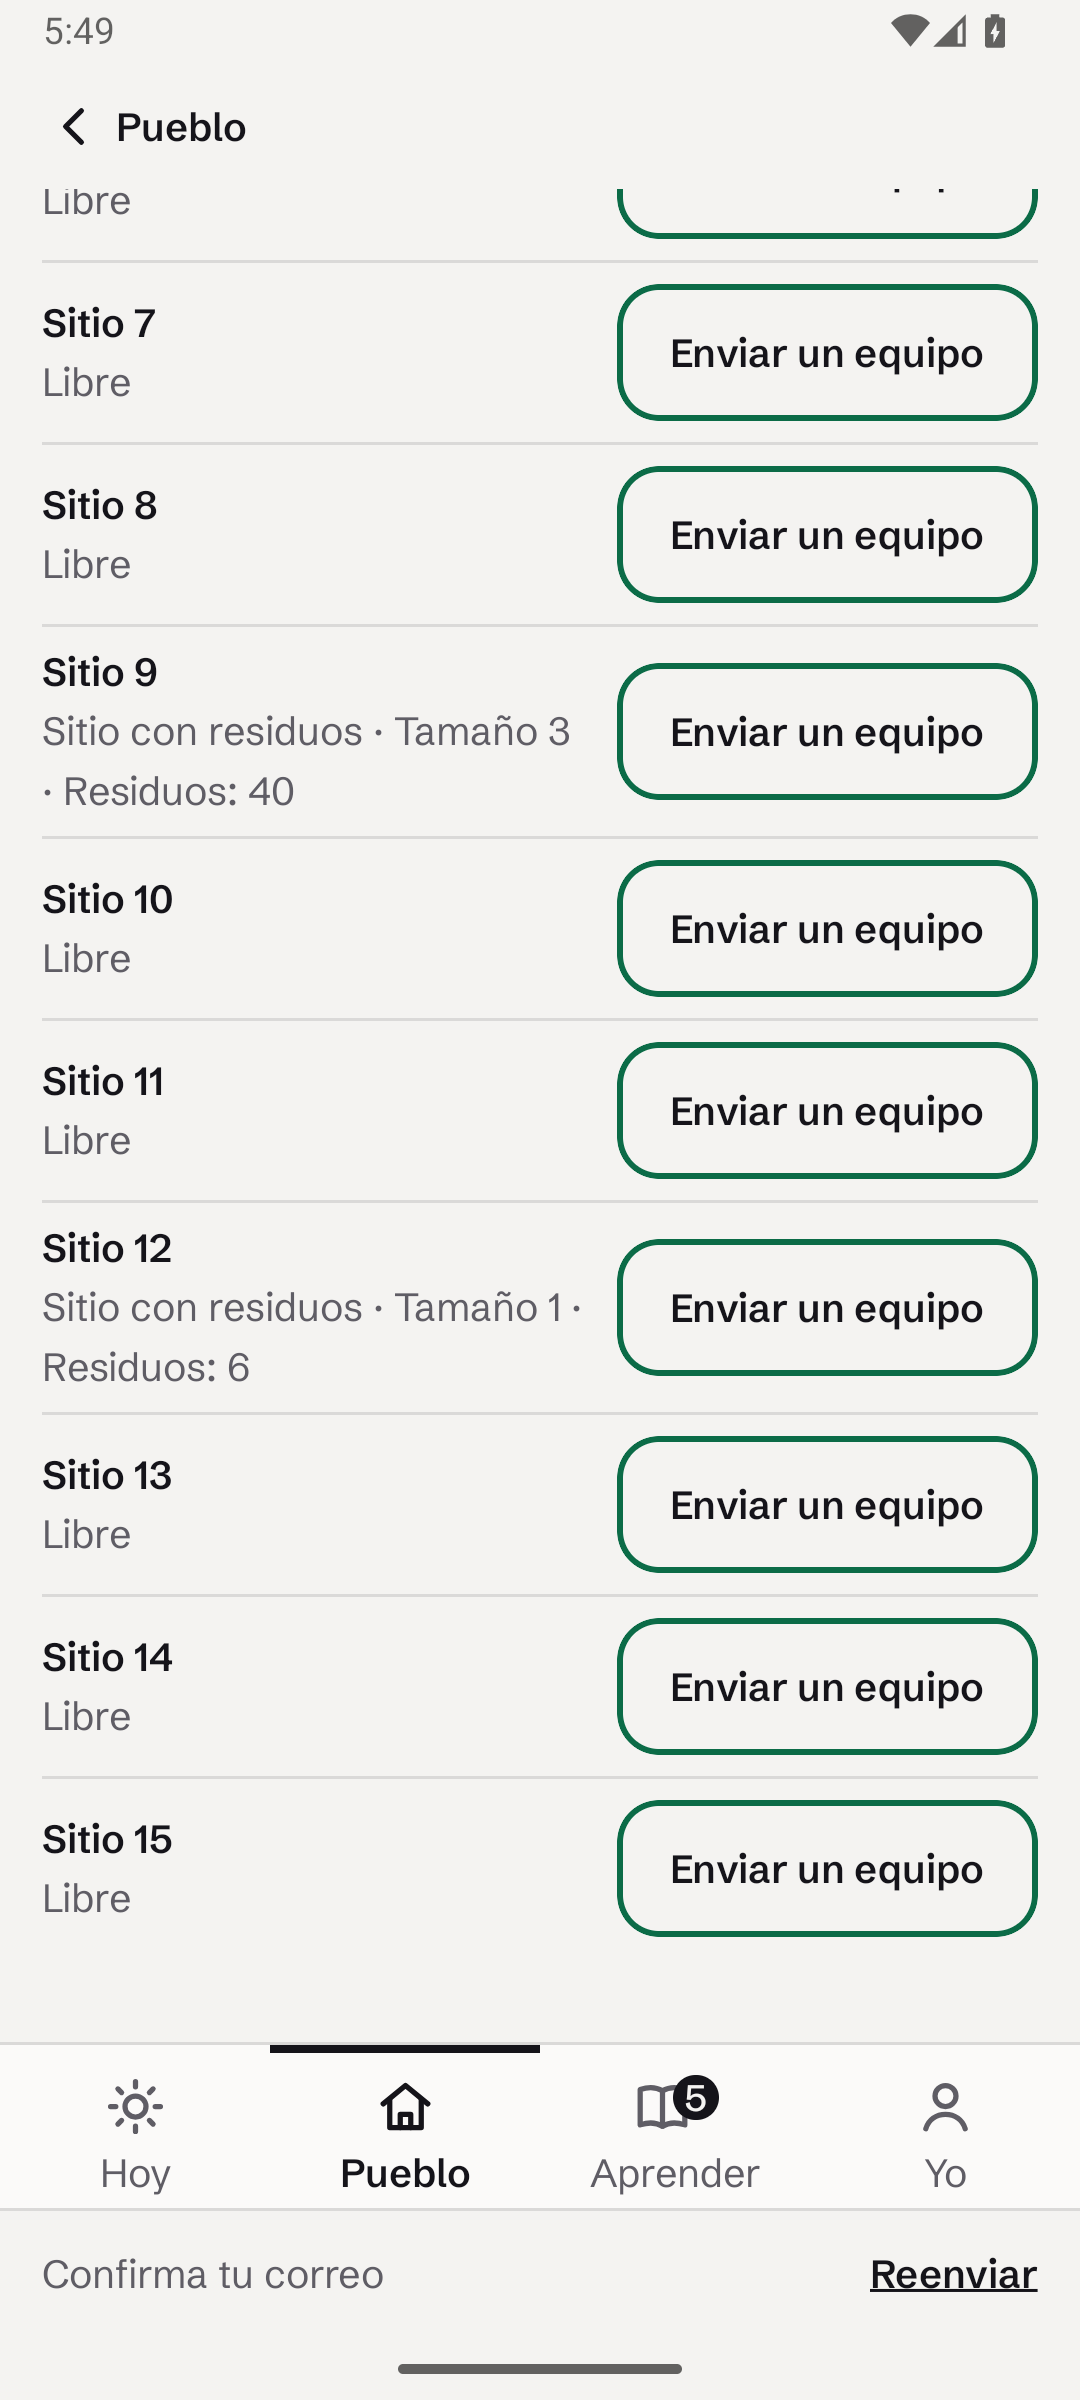 5:49
Pueblo
Libre
Sitio 7
Libre
Enviar un equipo
Sitio 8
Libre
Enviar un equipo
Sitio 9
Sitio con residuos · Tamaño 3
· Residuos: 40
Enviar un equipo
Sitio 10
Libre
Enviar un equipo
Sitio 11
Libre
Enviar un equipo
Sitio 12
Sitio con residuos · Tamaño 1 ·
Residuos: 6
Enviar un equipo
Sitio 13
Libre
Enviar un equipo
Sitio 14
Libre
Enviar un equipo
Sitio 15
Libre
Enviar un equipo
5
Hoy
Pueblo
Aprender
Yo
Confirma tu correo
Reenviar